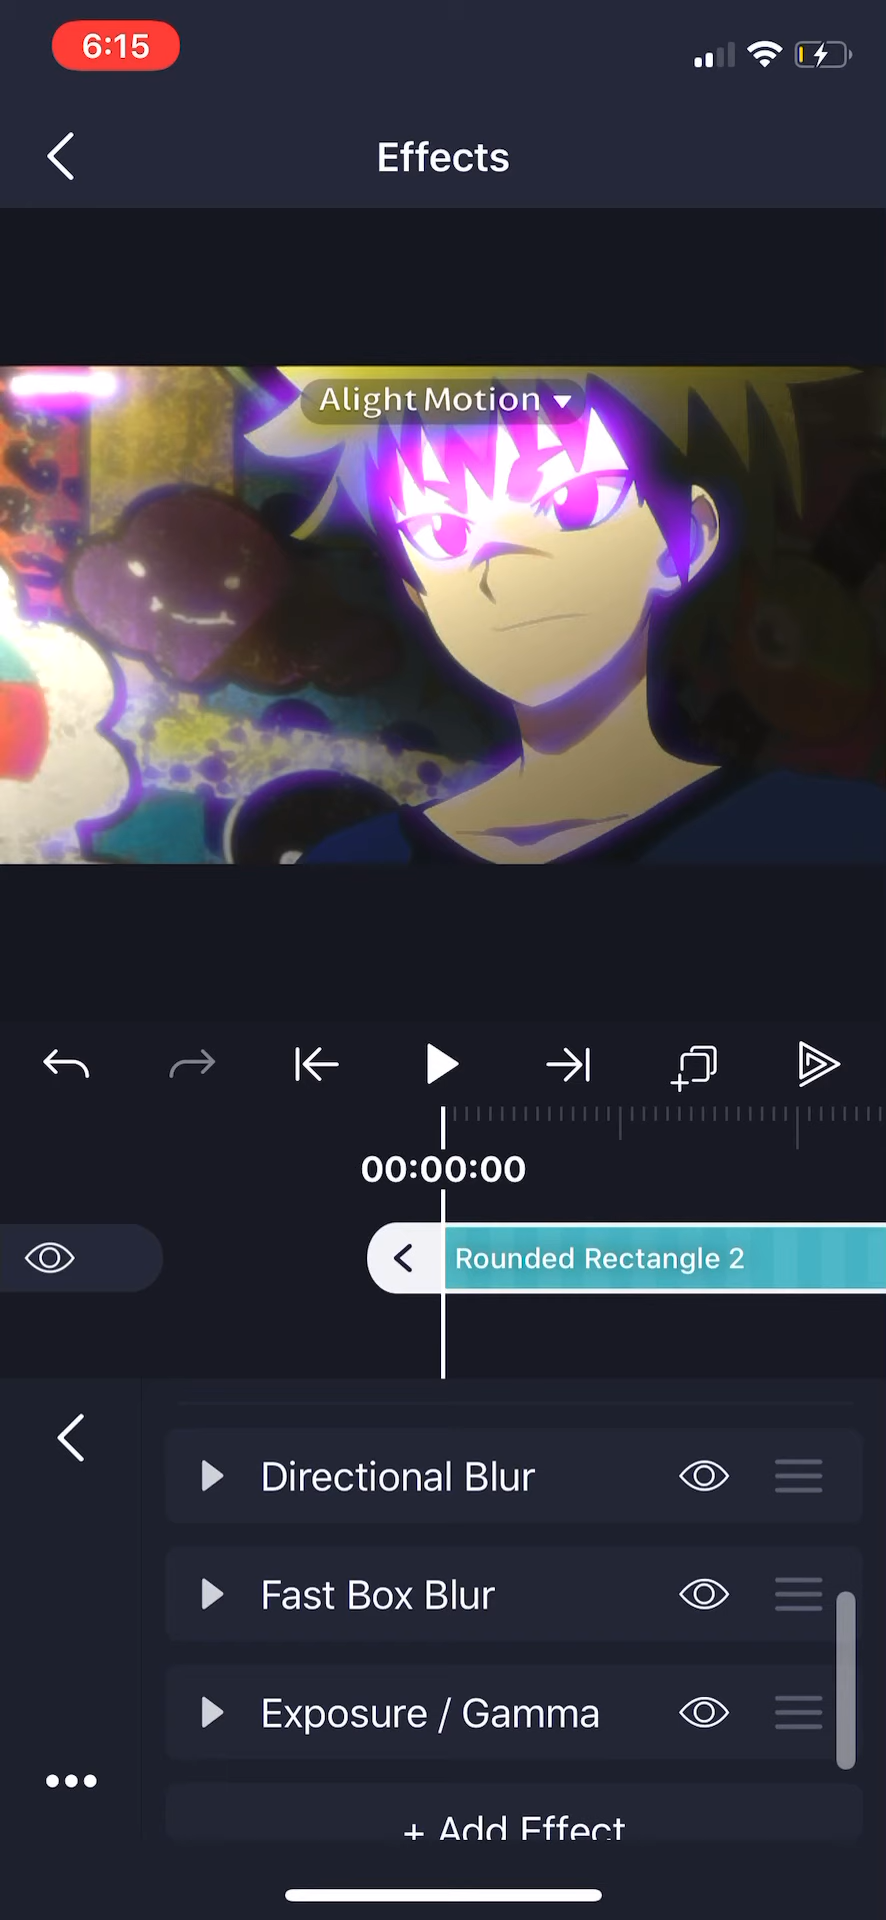 6:15
Effects
Alight Motion
00:00:00
Rounded Rectangle 2
Directional Blur
Fast Box Blur
Exposure / Gamma
+ Add Effect